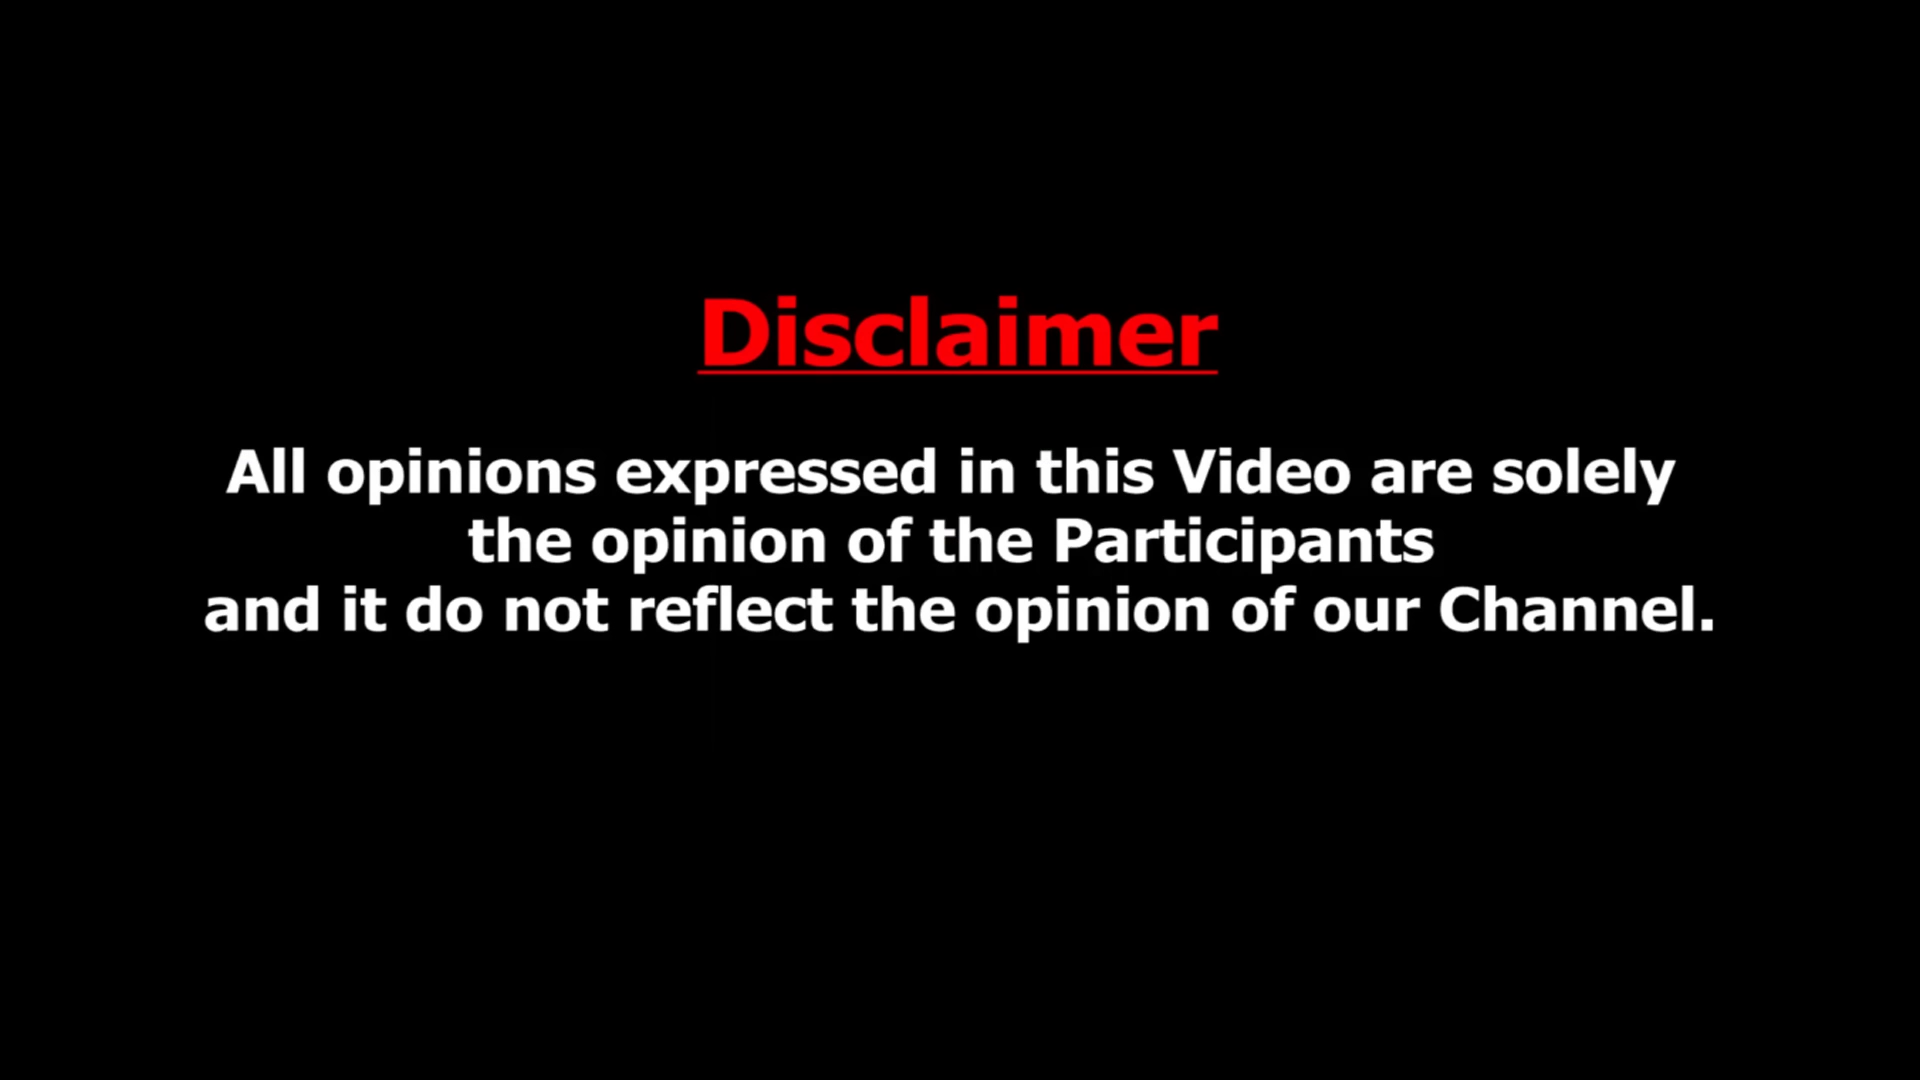 Disclaimer
All opinions expressed in this Video are solely
the opinion of the Participants
and it do not reflect the opinion of our Channel.